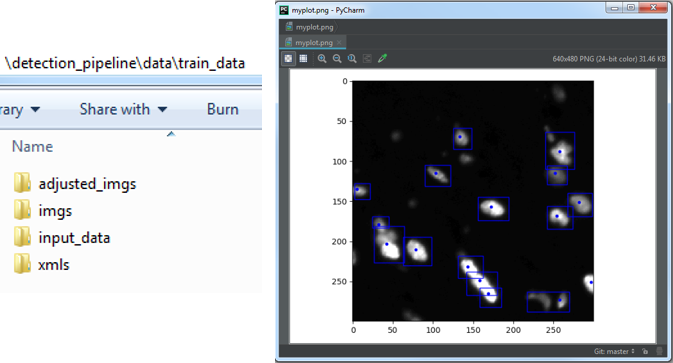 \detection_pipeline\data\train_data
rary Share with Burn
Name
adjusted_imgs
imgs
input_data
xmls
PC myplot.png - PyCharm
myplot.png
myplot.png
640x480 PNG (24-bit color) 31.46 KB
0
50
100
150
200
250
0 50 100 150 200 250
Git: master